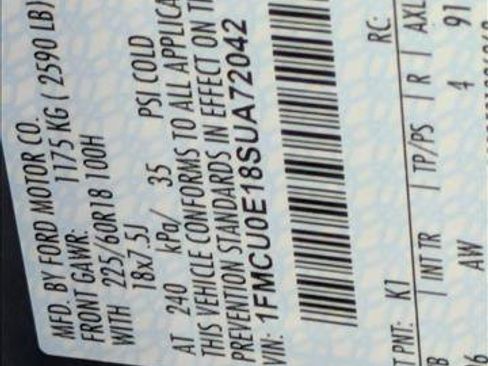 MFD. BY FORD MOTOR CO.
FRONT GAWR: 1175 KG ( 2590 LB)
WITH 225/60R18 100H
18x7.5J
AT 240 kPa/ 35 PSI COLD
THIS VEHICLE CONFORMS TO ALL APPLICA
PREVENTION STANDARDS IN EFFECT ON T
VIN: 1FMCU0E18SUA72042
T PNT: K1 RC:
B | INT TR | TP/PS | R | AXL
AW 4 91